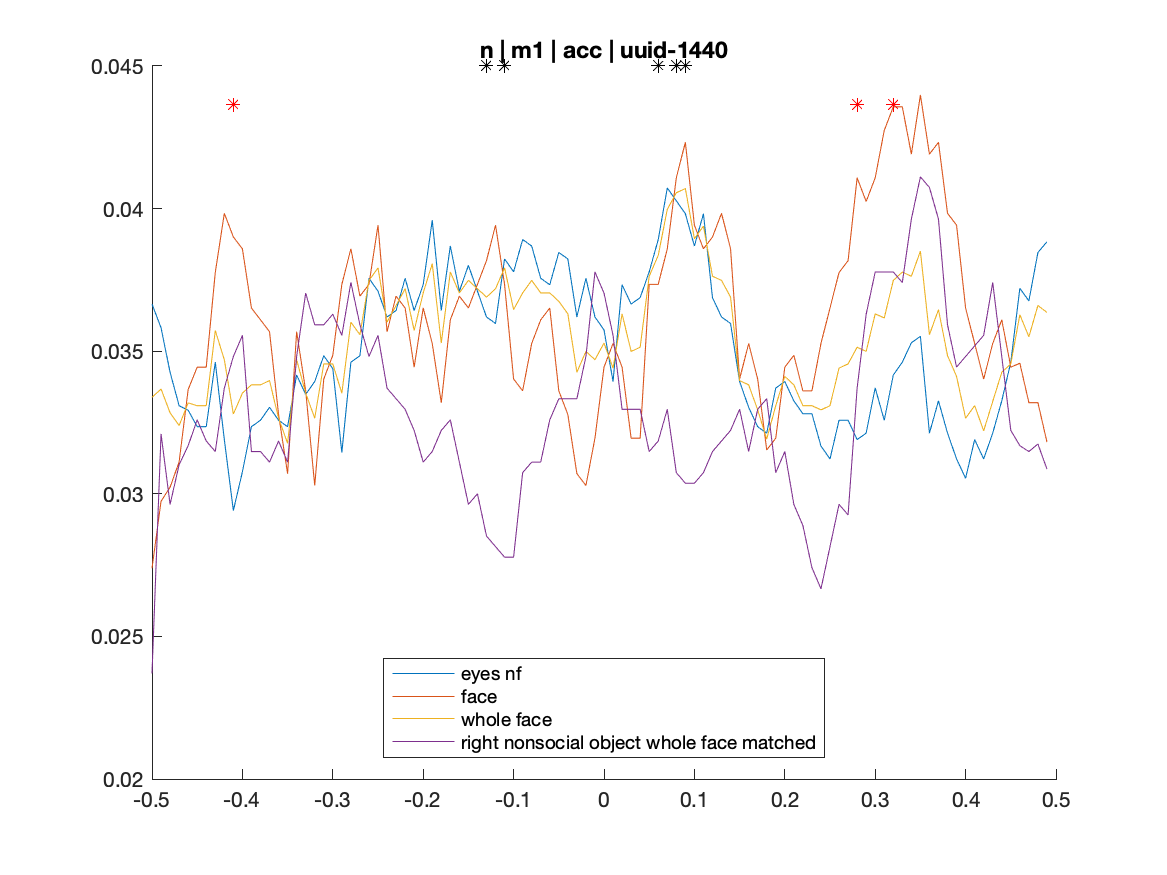 n | m1 | acc | uuid-1440
0.045
0.04
0.035
0.03
0.025
0.02
eyes nf
face
whole face
right nonsocial object whole face matched
-0.5 -0.4 -0.3 -0.2 -0.1 0 0.1 0.2 0.3 0.4 0.5